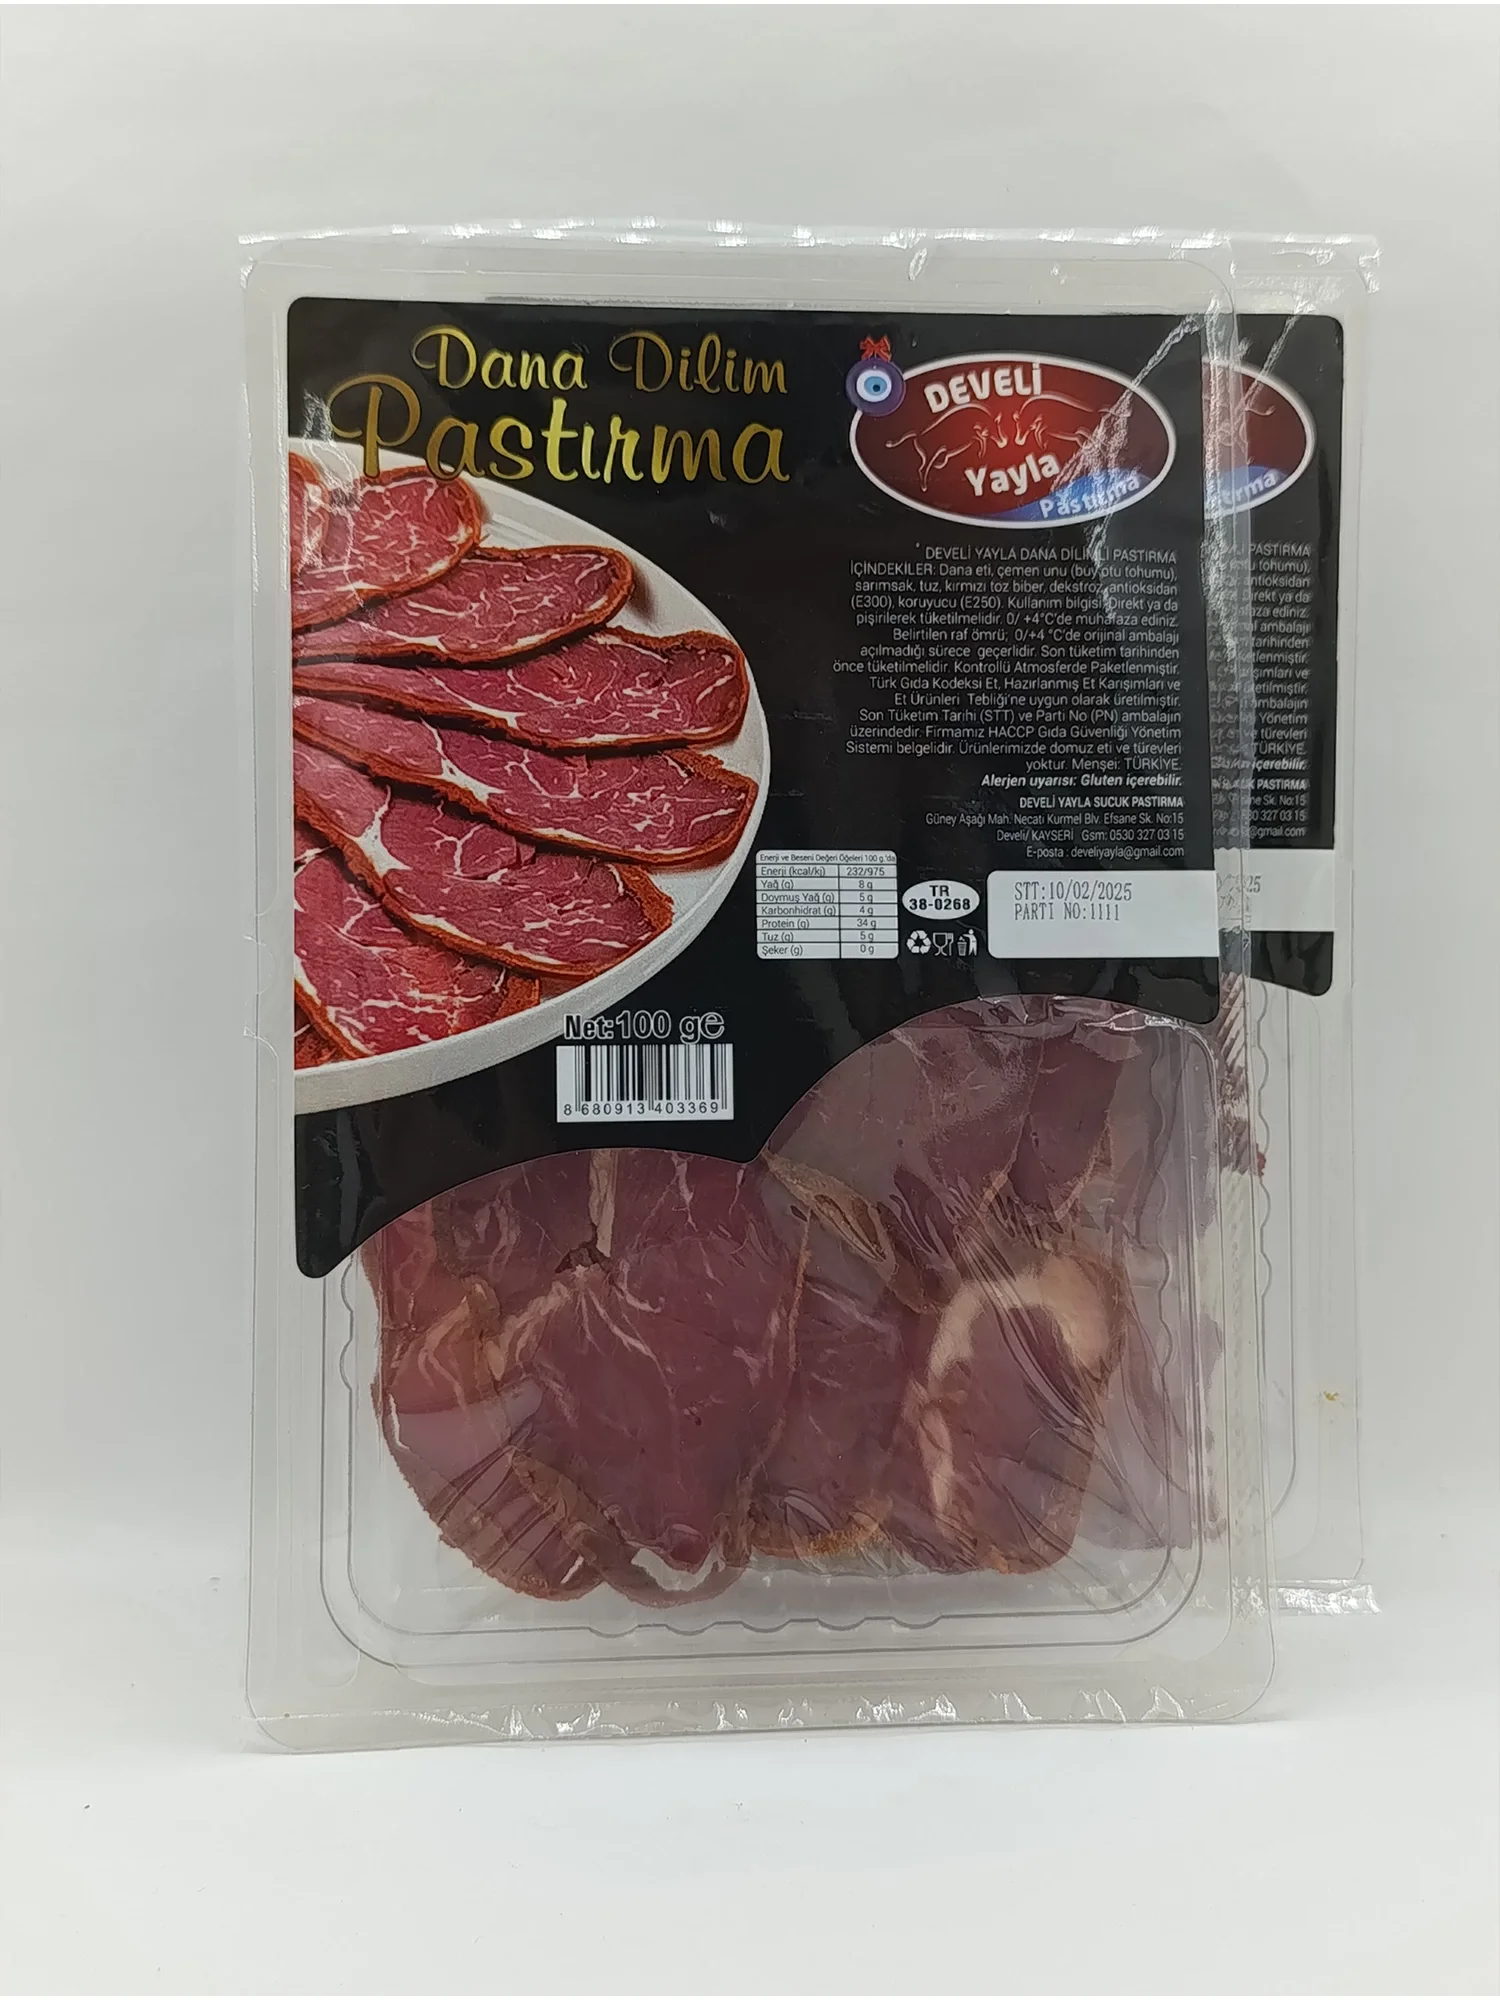 Dana Dilim
Pastırma
DEVELİ
Yayla
Pastırma
DEVELİ YAYLA DANA DİLİMLİ PASTIRMA
İÇİNDEKİLER: Dana eti, çemen unu (buy otu tohumu),
sarımsak, tuz, kırmızı toz biber, dekstroz, antioksidan
(E300), koruyucu (E250). Kullanım bilgisi: Direkt ya da
pişirilerek tüketilmelidir. 0/ +4°C'de muhafaza ediniz.
Belirtilen raf ömrü; 0/+4 °C'de orijinal ambalajı
açılmadığı sürece geçerlidir. Son tüketim tarihinden
önce tüketilmelidir. Kontrollü Atmosferde Paketlenmiştir.
Türk Gıda Kodeksi Et, Hazırlanmış Et Karışımları ve
Et Ürünleri Tebliği'ne uygun olarak üretilmiştir.
Son Tüketim Tarihi (STT) ve Parti No (PN) ambalajın
üzerindedir. Firmamız HACCP Gıda Güvenliği Yönetim
Sistemi belgelidir. Ürünlerimizde domuz eti ve türevleri
yoktur. Menşei: TÜRKİYE.
Alerjen uyarısı: Gluten içerebilir.
DEVELİ YAYLA SUCUK PASTIRMA
Güney Aşağı Mah. Necati Kurmel Blv. Efsane Sk. No:15
Develi/ KAYSERİ Gsm: 0530 327 03 15
E-posta : develiyayla@gmail.com
Enerji ve Besini Değeri Öğeleri 100 g.'da
Enerji (kcal/kj) 232/975
Yağ (g) 8 g
Doymuş Yağ (g) 5 g
Karbonhidrat (g) 4 g
Protein (g) 34 g
Tuz (g) 5 g
Şeker (g) 0 g
TR
38-0268
STT:10/02/2025
PARTI NO:1111
Net:100 ge
8 680913 403369